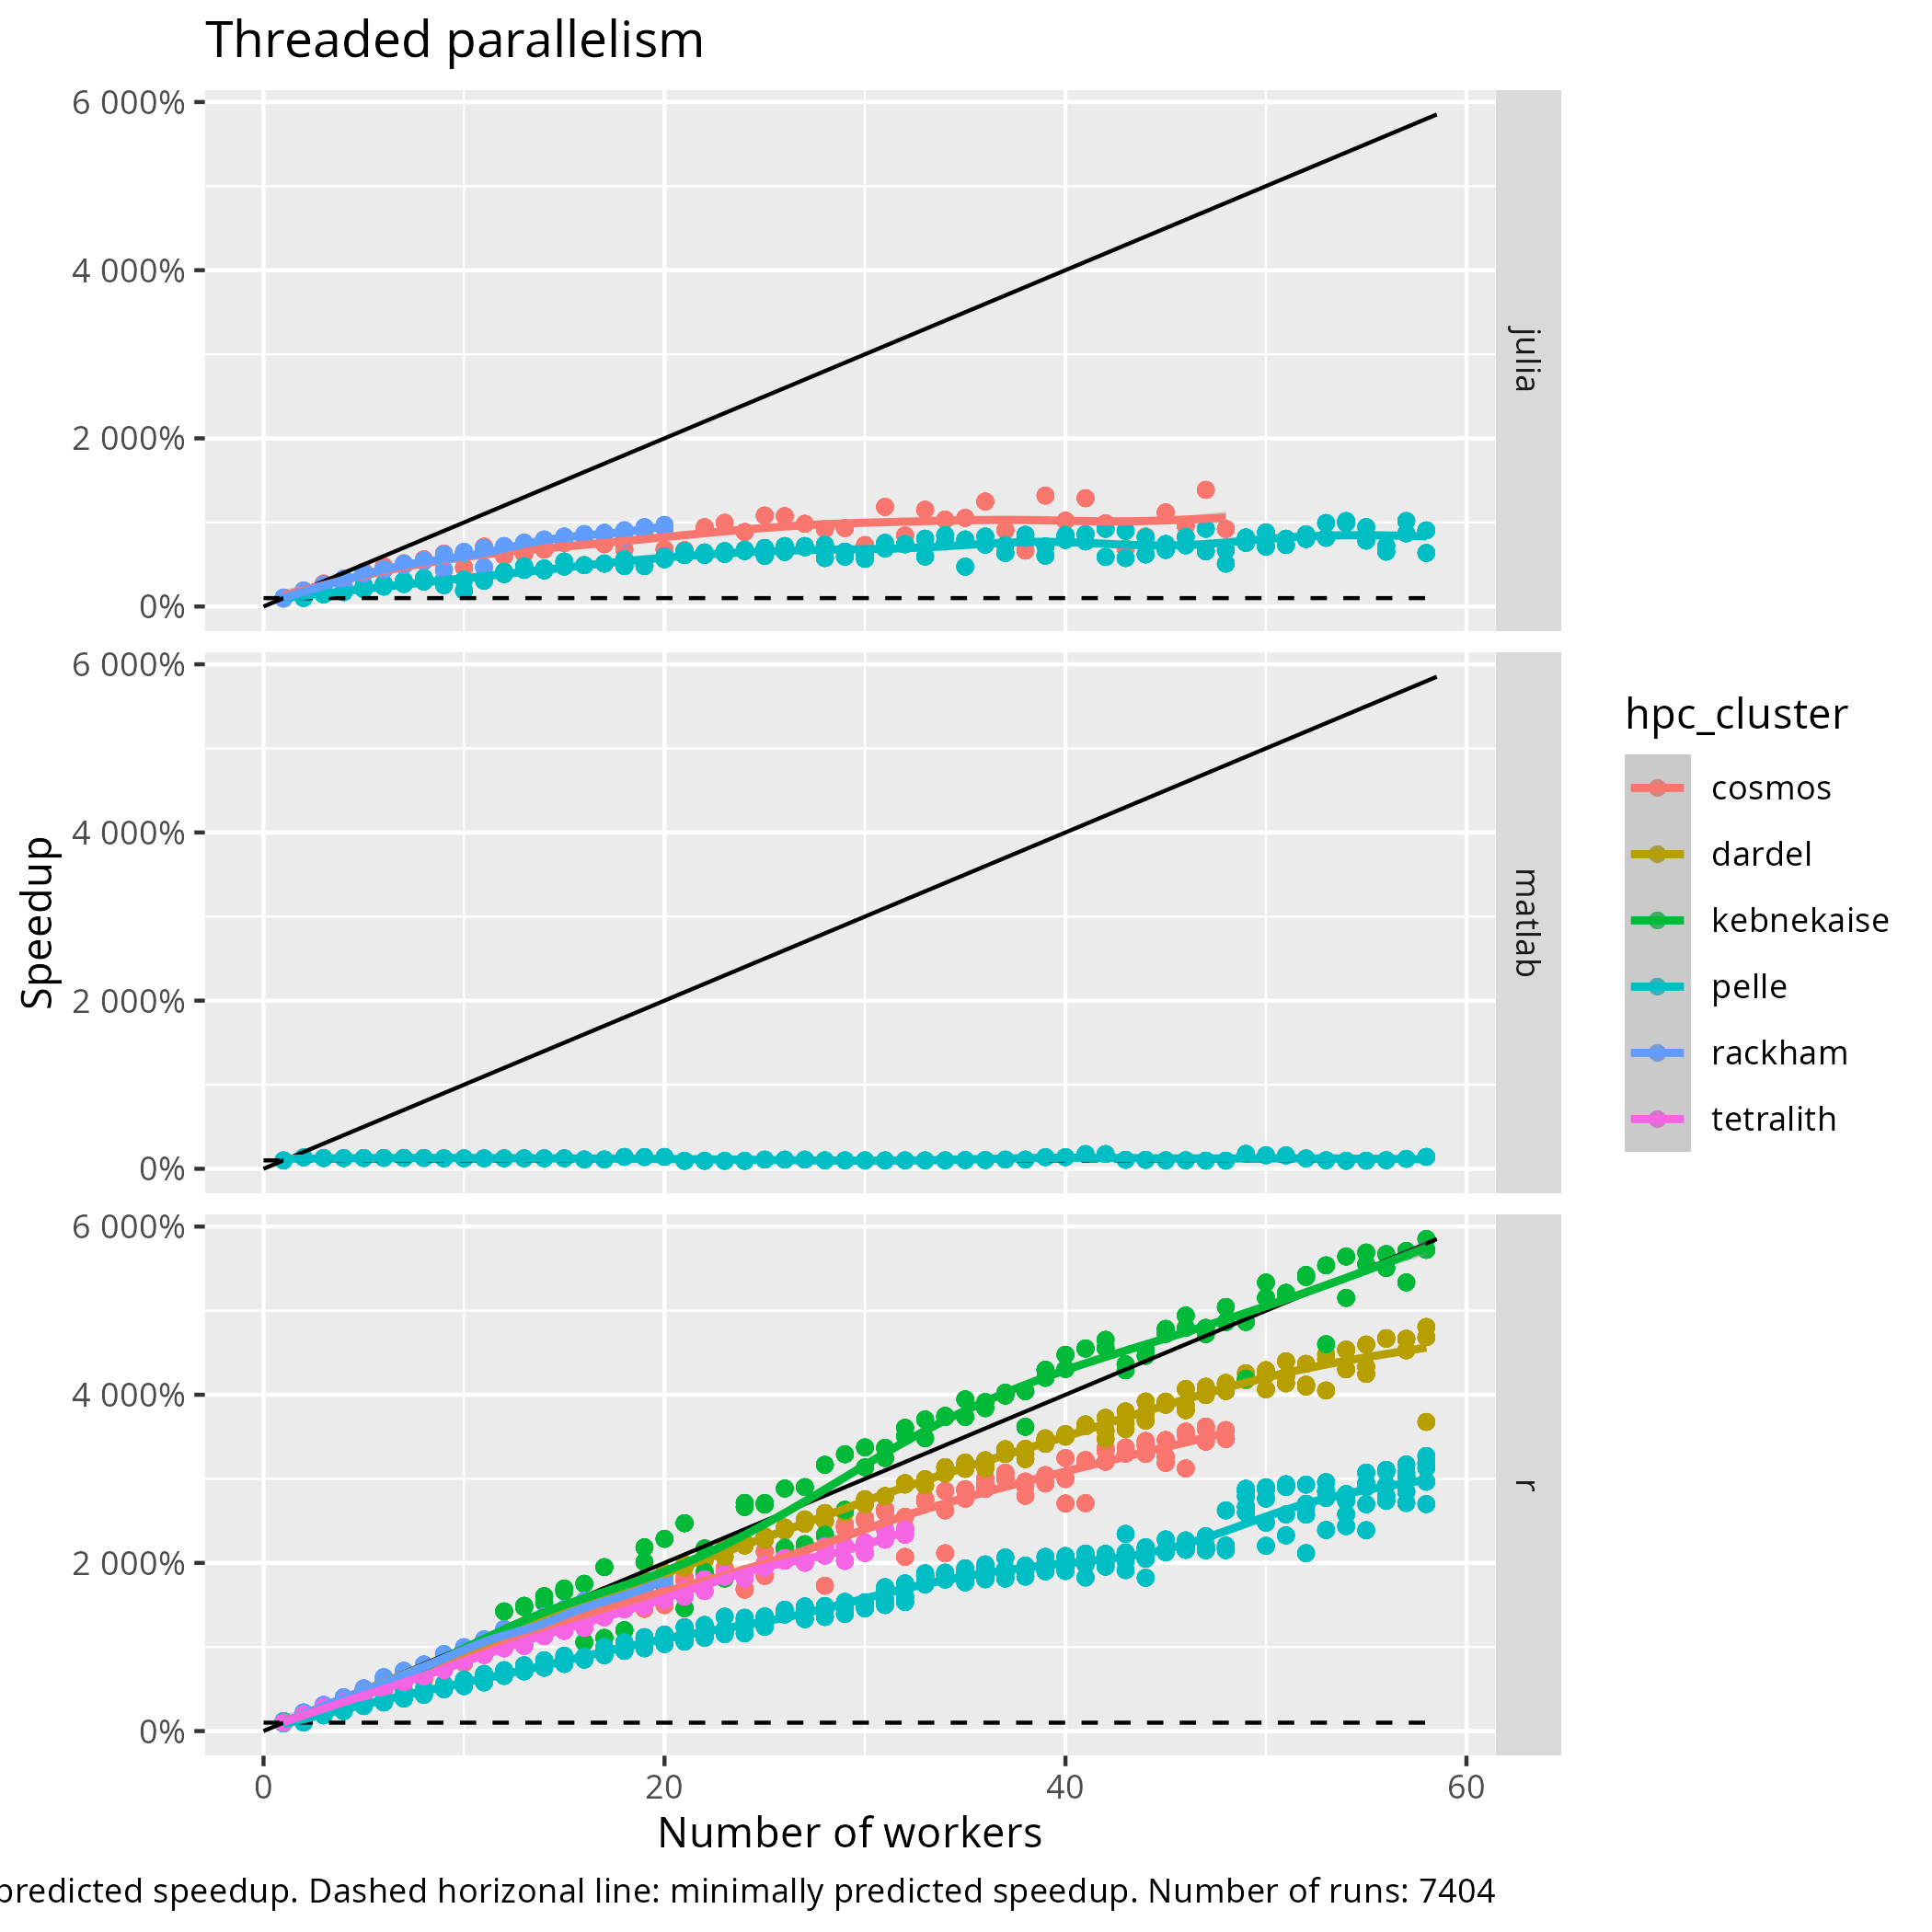 Threaded parallelism
6 000%
4 000%
2 000%
0%
julia
6 000%
4 000%
2 000%
0%
matlab
6 000%
4 000%
2 000%
0%
r
Speedup
0
20
40
60
Number of workers
hpc_cluster
cosmos
dardel
kebnekaise
pelle
rackham
tetralith
predicted speedup. Dashed horizonal line: minimally predicted speedup. Number of runs: 7404